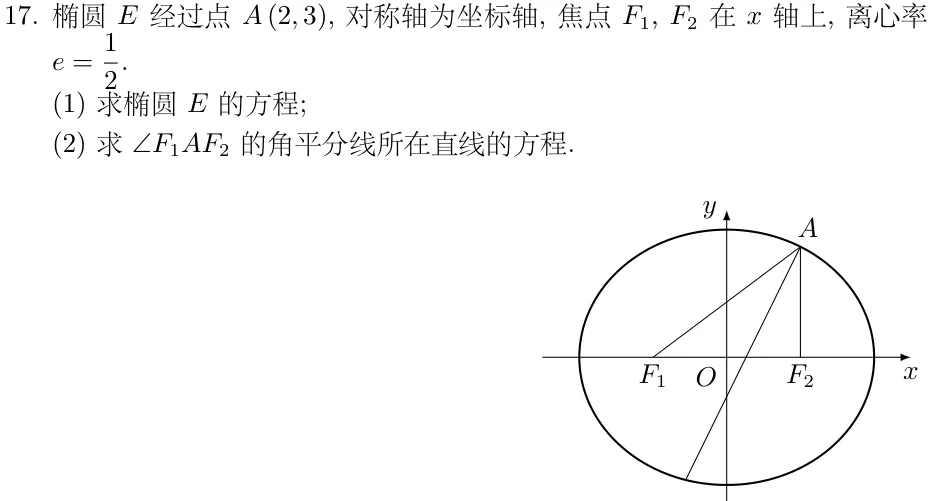 17. 椭圆 E 经过点 A(2,3), 对称轴为坐标轴, 焦点 F₁, F₂ 在 x 轴上, 离心率
e = 1/2.
(1) 求椭圆 E 的方程;
(2) 求 ∠F₁AF₂ 的角平分线所在直线的方程.
y
A
F₁
O
F₂
x